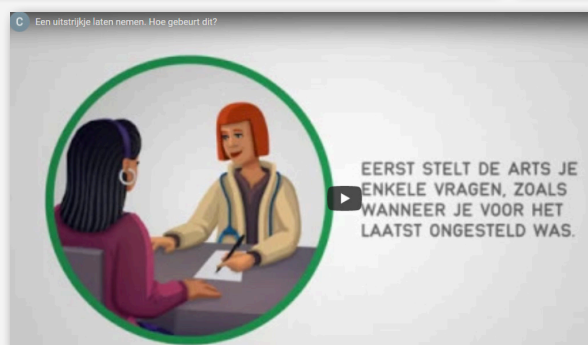 C
Een uitstrijkje laten nemen. Hoe gebeurt dit?
EERST STELT DE ARTS JE
ENKELE VRAGEN, ZOALS
WANNEER JE VOOR HET
LAATST ONGESTELD WAS.